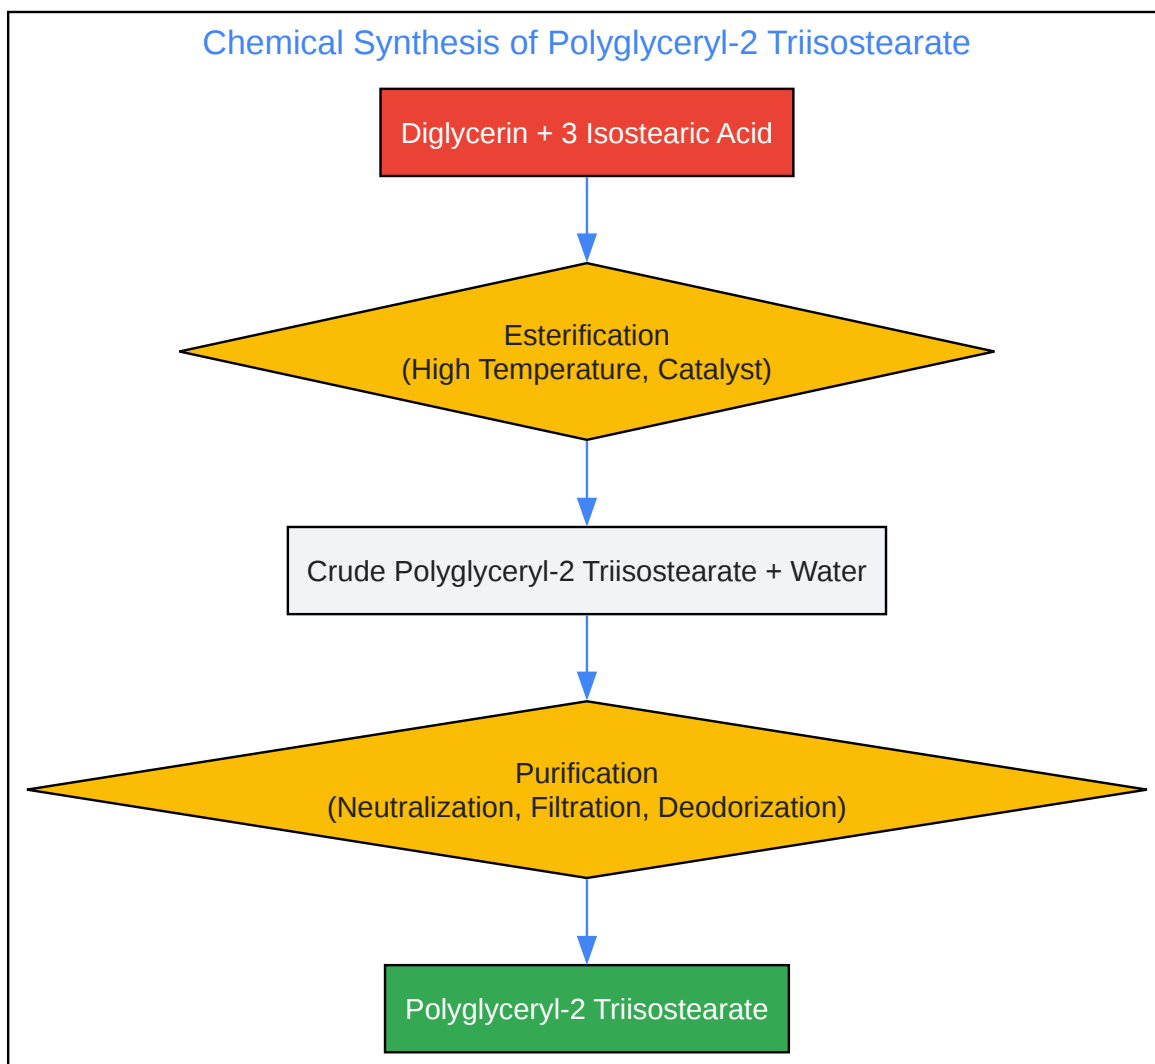 Chemical Synthesis of Polyglyceryl-2 Triisostearate
Diglycerin + 3 Isostearic Acid
Esterification
(High Temperature, Catalyst)
Crude Polyglyceryl-2 Triisostearate + Water
Purification
(Neutralization, Filtration, Deodorization)
Polyglyceryl-2 Triisostearate